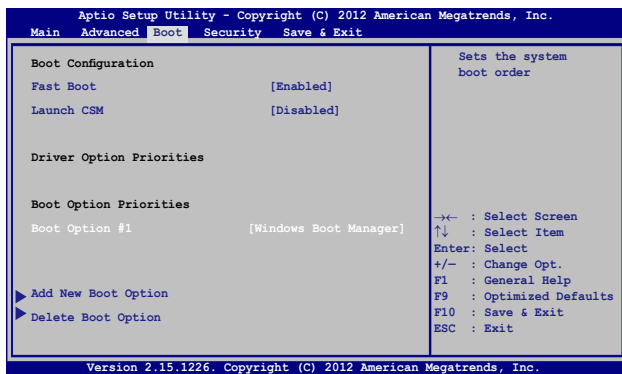 Aptio Setup Utility - Copyright (C) 2012 American Megatrends, Inc.
Main Advanced Boot Security Save & Exit
Boot Configuration
Fast Boot [Enabled]
Launch CSM [Disabled]
Driver Option Priorities
Boot Option Priorities
Boot Option #1 [Windows Boot Manager]
Add New Boot Option
Delete Boot Option
Sets the system
boot order
→← : Select Screen
↑↓ : Select Item
Enter: Select
+/— : Change Opt.
F1 : General Help
F9 : Optimized Defaults
F10 : Save & Exit
ESC : Exit
Version 2.15.1226. Copyright (C) 2012 American Megatrends, Inc.